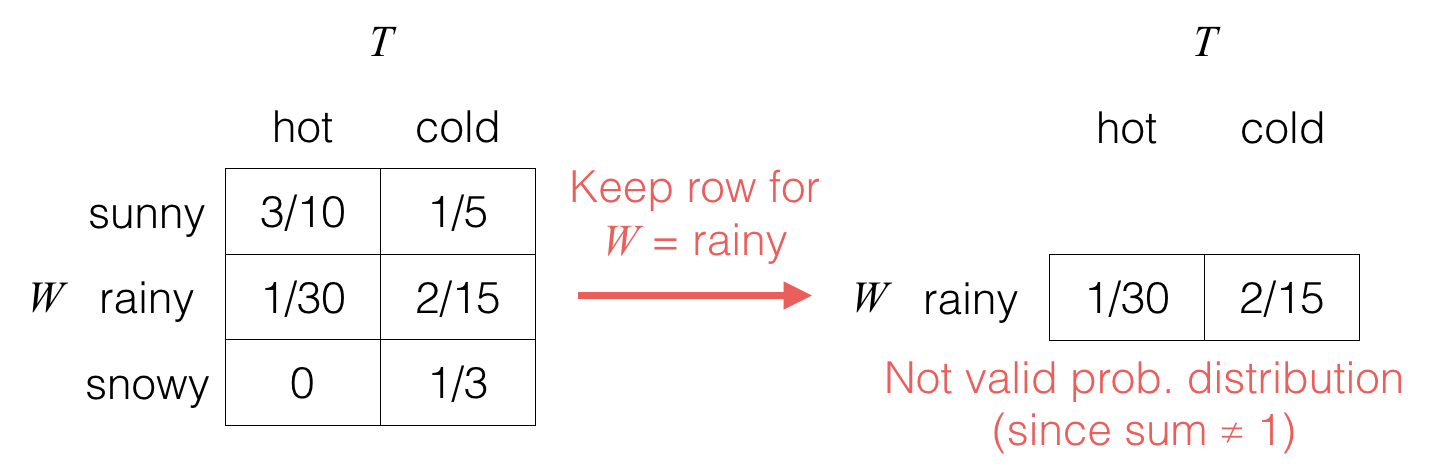 T T
hot cold hot cold
sunny 3/10 1/5 Keep row for
W = rainy
W rainy 1/30 2/15 W rainy 1/30 2/15
snowy 0 1/3 Not valid prob. distribution
(since sum ≠ 1)